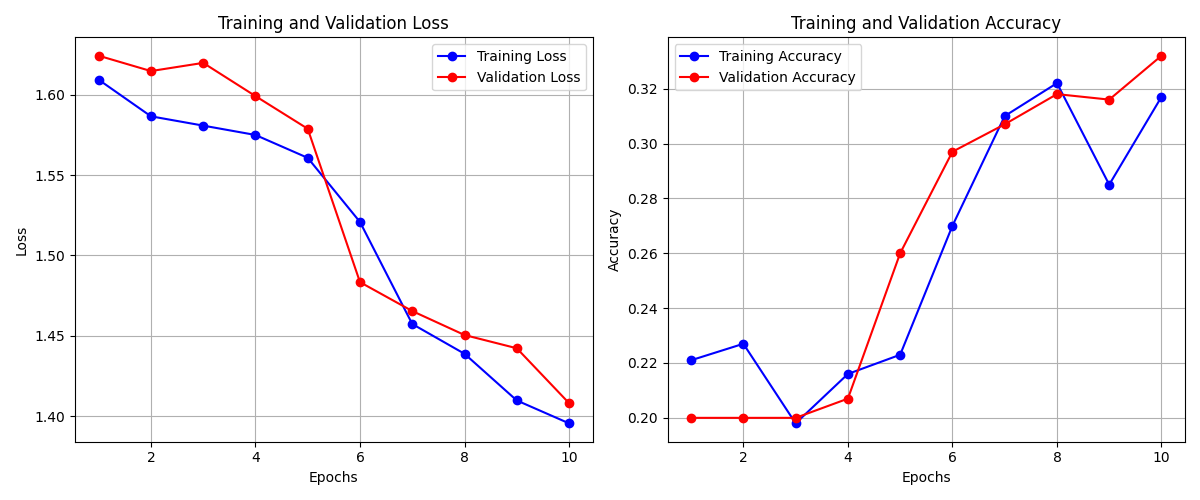 Training and Validation Loss
Training Loss
Validation Loss
1.60
1.55
1.50
1.45
1.40
Loss
2 4 6 8 10
Epochs
Training and Validation Accuracy
Training Accuracy
Validation Accuracy
0.32
0.30
0.28
0.26
0.24
0.22
0.20
Accuracy
2 4 6 8 10
Epochs